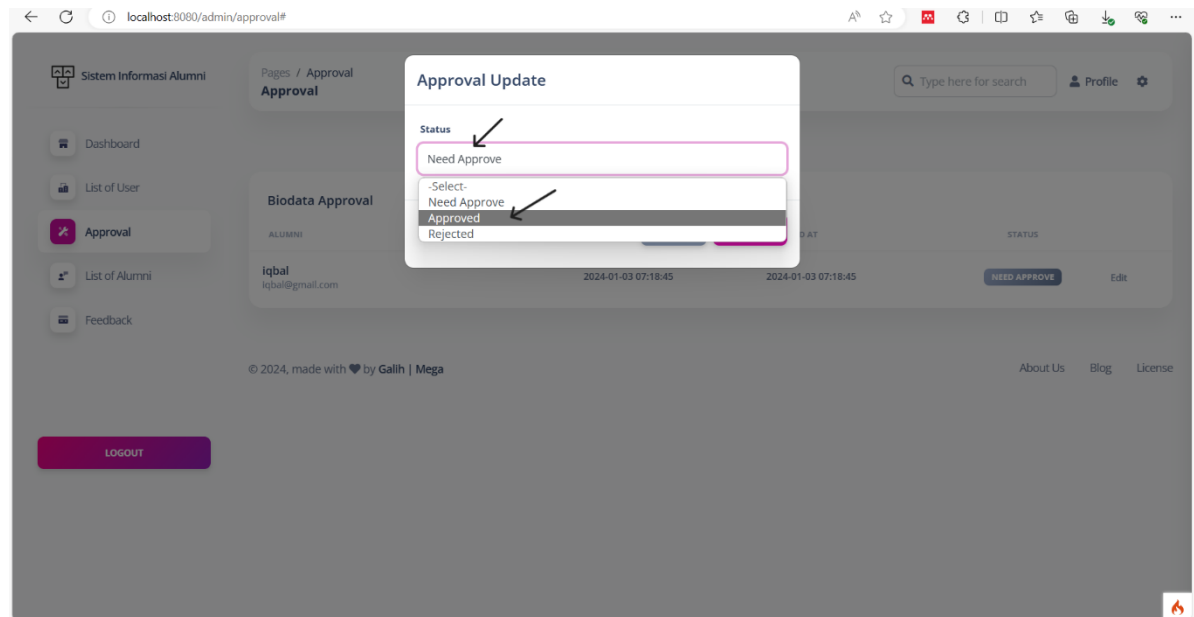 localhost:8080/admin/approval#
Sistem Informasi Alumni
Pages / Approval
Approval
Type here for search
Profile
Dashboard
List of User
Approval
List of Alumni
Feedback
LOGOUT
Approval Update
Status
Need Approve
-Select-
Need Approve
Approved
Rejected
Biodata Approval
ALUMNI
D AT
STATUS
iqbal
iqbal@gmail.com
2024-01-03 07:18:45
2024-01-03 07:18:45
NEED APPROVE
Edit
© 2024, made with by Galih | Mega
About Us
Blog
License